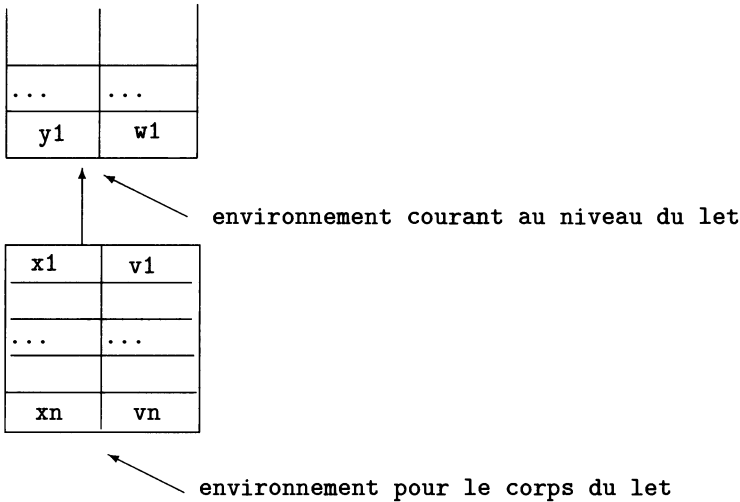 ... ...
y1 w1
environnement courant au niveau du let
x1 v1
... ...
xn vn
environnement pour le corps du let